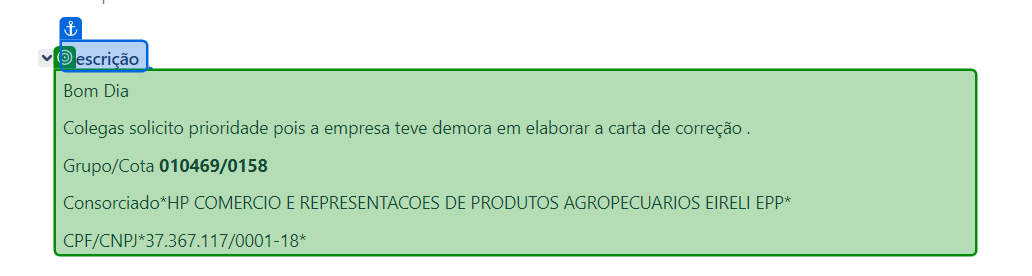 Descrição
Bom Dia
Colegas solicito prioridade pois a empresa teve demora em elaborar a carta de correção .
Grupo/Cota 010469/0158
Consorciado*HP COMERCIO E REPRESENTACOES DE PRODUTOS AGROPECUARIOS EIRELI EPP*
CPF/CNPJ*37.367.117/0001-18*